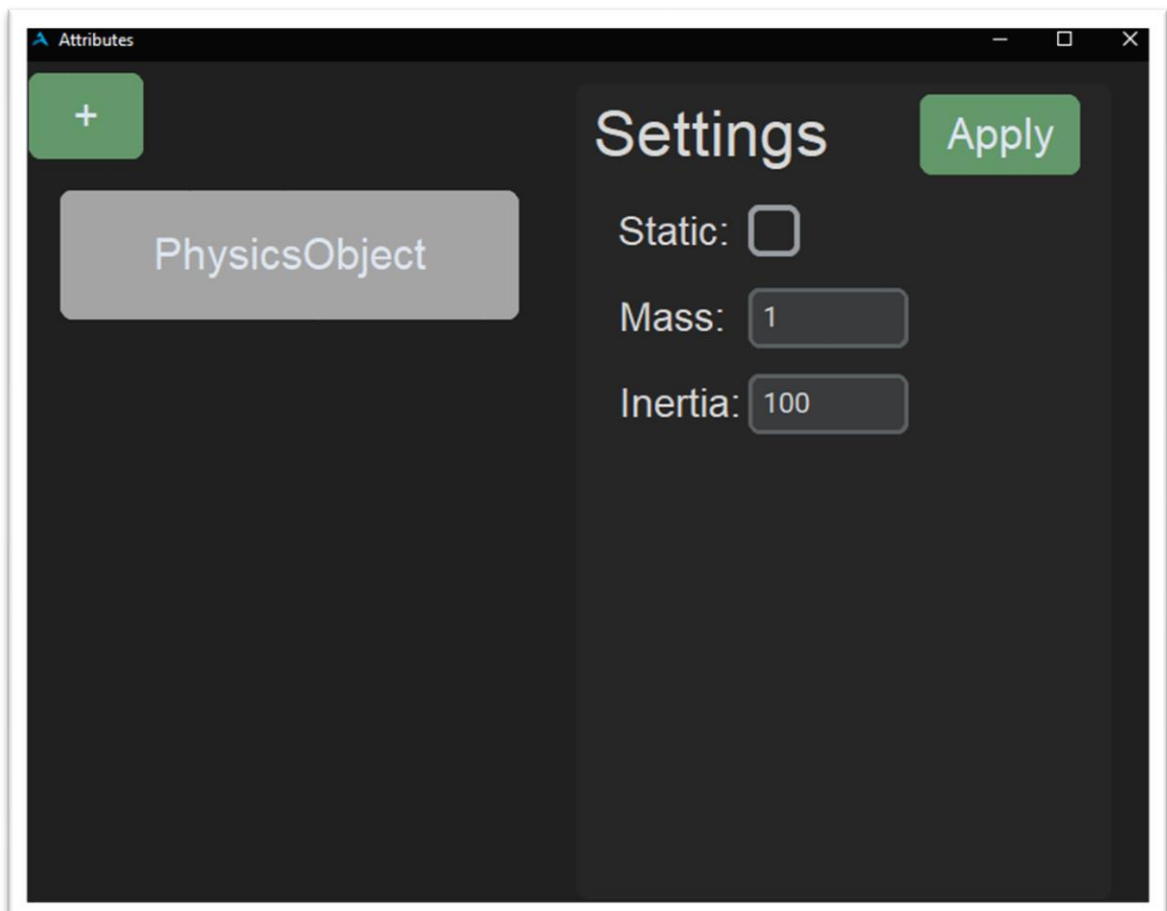 Attributes
+
Settings
Apply
PhysicsObject
Static:
Mass: 1
Inertia: 100